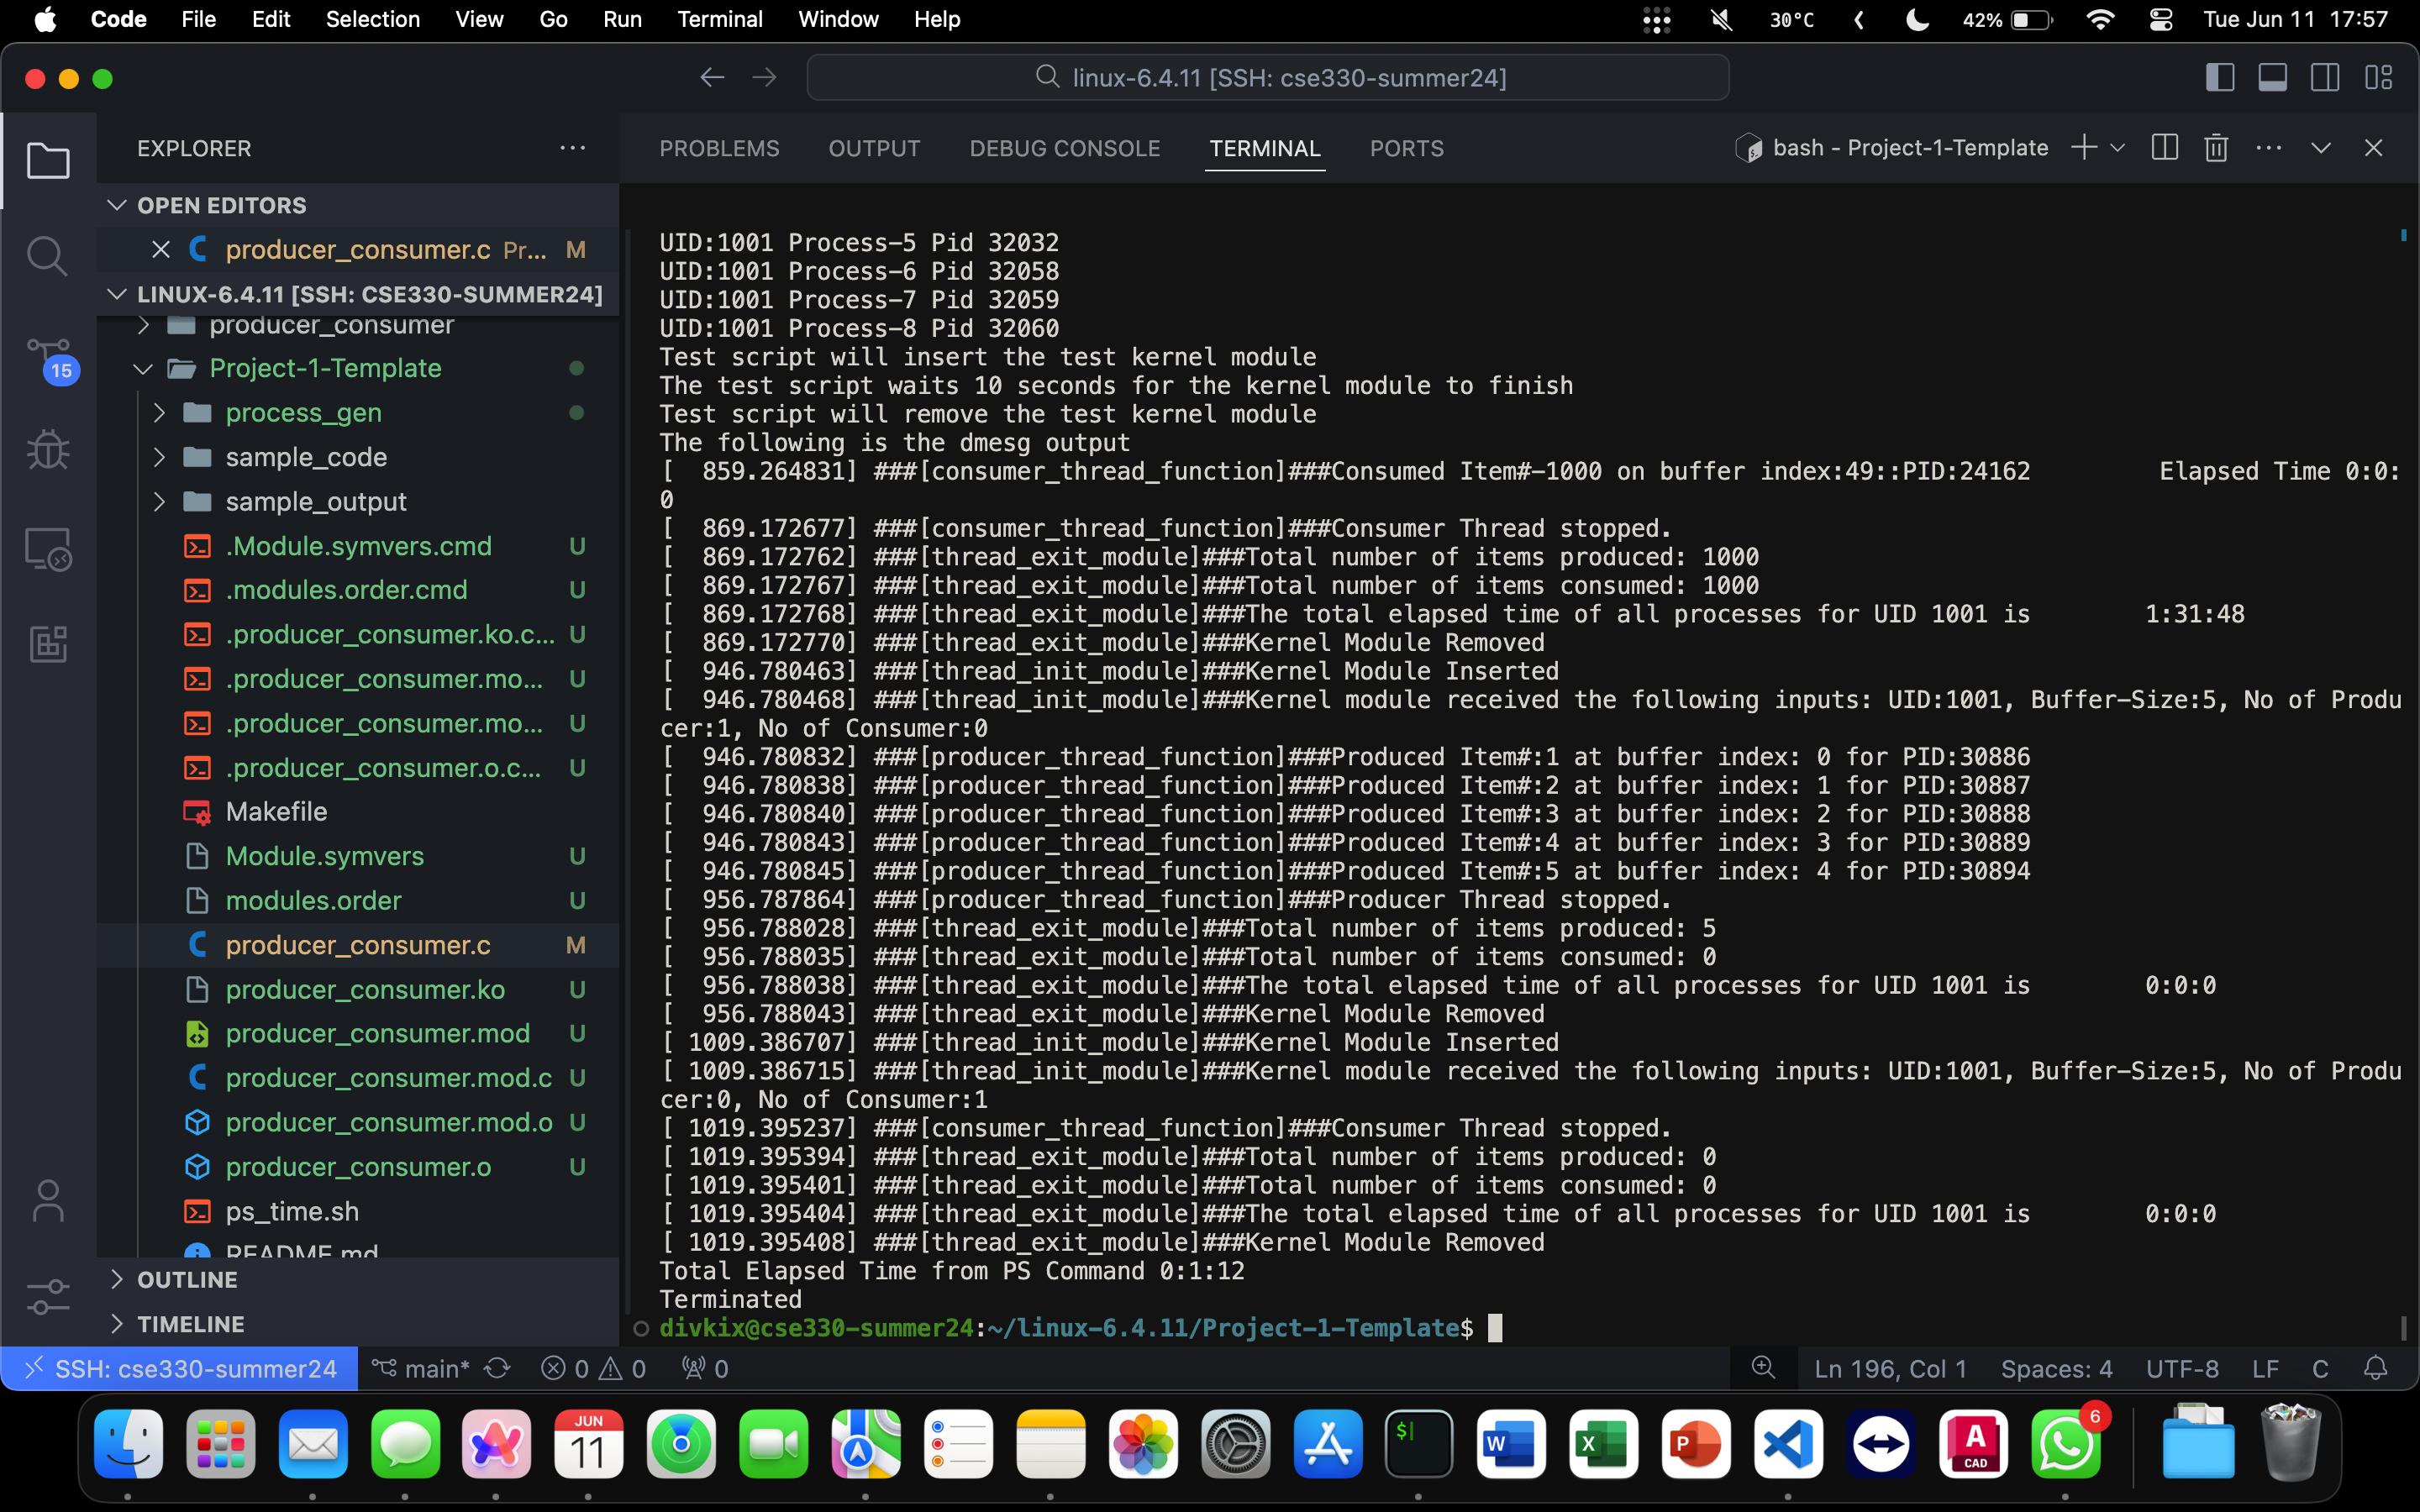 Code File Edit Selection View Go Run Terminal Window Help 30°C 42% Tue Jun 11 17:57
linux-6.4.11 [SSH: cse330-summer24]
EXPLORER ···
OPEN EDITORS
producer_consumer.c Pr... M
LINUX-6.4.11 [SSH: CSE330-SUMMER24]
producer_consumer
Project-1-Template
process_gen
sample_code
sample_output
.Module.symvers.cmd U
.modules.order.cmd U
.producer_consumer.ko.c... U
.producer_consumer.mo... U
.producer_consumer.mo... U
.producer_consumer.o.c... U
Makefile
Module.symvers U
modules.order U
producer_consumer.c M
producer_consumer.ko U
producer_consumer.mod U
producer_consumer.mod.c U
producer_consumer.mod.o U
producer_consumer.o U
ps_time.sh
README.md
OUTLINE
TIMELINE
15
PROBLEMS OUTPUT DEBUG CONSOLE TERMINAL PORTS bash - Project-1-Template
UID:1001 Process-5 Pid 32032
UID:1001 Process-6 Pid 32058
UID:1001 Process-7 Pid 32059
UID:1001 Process-8 Pid 32060
Test script will insert the test kernel module
The test script waits 10 seconds for the kernel module to finish
Test script will remove the test kernel module
The following is the dmesg output
[  859.264831] ###[consumer_thread_function]###Consumed Item#-1000 on buffer index:49::PID:24162         Elapsed Time 0:0:
0
[  869.172677] ###[consumer_thread_function]###Consumer Thread stopped.
[  869.172762] ###[thread_exit_module]###Total number of items produced: 1000
[  869.172767] ###[thread_exit_module]###Total number of items consumed: 1000
[  869.172768] ###[thread_exit_module]###The total elapsed time of all processes for UID 1001 is        1:31:48
[  869.172770] ###[thread_exit_module]###Kernel Module Removed
[  946.780463] ###[thread_init_module]###Kernel Module Inserted
[  946.780468] ###[thread_init_module]###Kernel module received the following inputs: UID:1001, Buffer-Size:5, No of Produ
cer:1, No of Consumer:0
[  946.780832] ###[producer_thread_function]###Produced Item#:1 at buffer index: 0 for PID:30886
[  946.780838] ###[producer_thread_function]###Produced Item#:2 at buffer index: 1 for PID:30887
[  946.780840] ###[producer_thread_function]###Produced Item#:3 at buffer index: 2 for PID:30888
[  946.780843] ###[producer_thread_function]###Produced Item#:4 at buffer index: 3 for PID:30889
[  946.780845] ###[producer_thread_function]###Produced Item#:5 at buffer index: 4 for PID:30894
[  956.787864] ###[producer_thread_function]###Producer Thread stopped.
[  956.788028] ###[thread_exit_module]###Total number of items produced: 5
[  956.788035] ###[thread_exit_module]###Total number of items consumed: 0
[  956.788038] ###[thread_exit_module]###The total elapsed time of all processes for UID 1001 is        0:0:0
[  956.788043] ###[thread_exit_module]###Kernel Module Removed
[ 1009.386707] ###[thread_init_module]###Kernel Module Inserted
[ 1009.386715] ###[thread_init_module]###Kernel module received the following inputs: UID:1001, Buffer-Size:5, No of Produ
cer:0, No of Consumer:1
[ 1019.395237] ###[consumer_thread_function]###Consumer Thread stopped.
[ 1019.395394] ###[thread_exit_module]###Total number of items produced: 0
[ 1019.395401] ###[thread_exit_module]###Total number of items consumed: 0
[ 1019.395404] ###[thread_exit_module]###The total elapsed time of all processes for UID 1001 is        0:0:0
[ 1019.395408] ###[thread_exit_module]###Kernel Module Removed
Total Elapsed Time from PS Command 0:1:12
Terminated
divkix@cse330-summer24:~/linux-6.4.11/Project-1-Template$
SSH: cse330-summer24 main* 0 0 0 Ln 196, Col 1 Spaces: 4 UTF-8 LF C
JUN
11
$
W
X
P
A
CAD
6